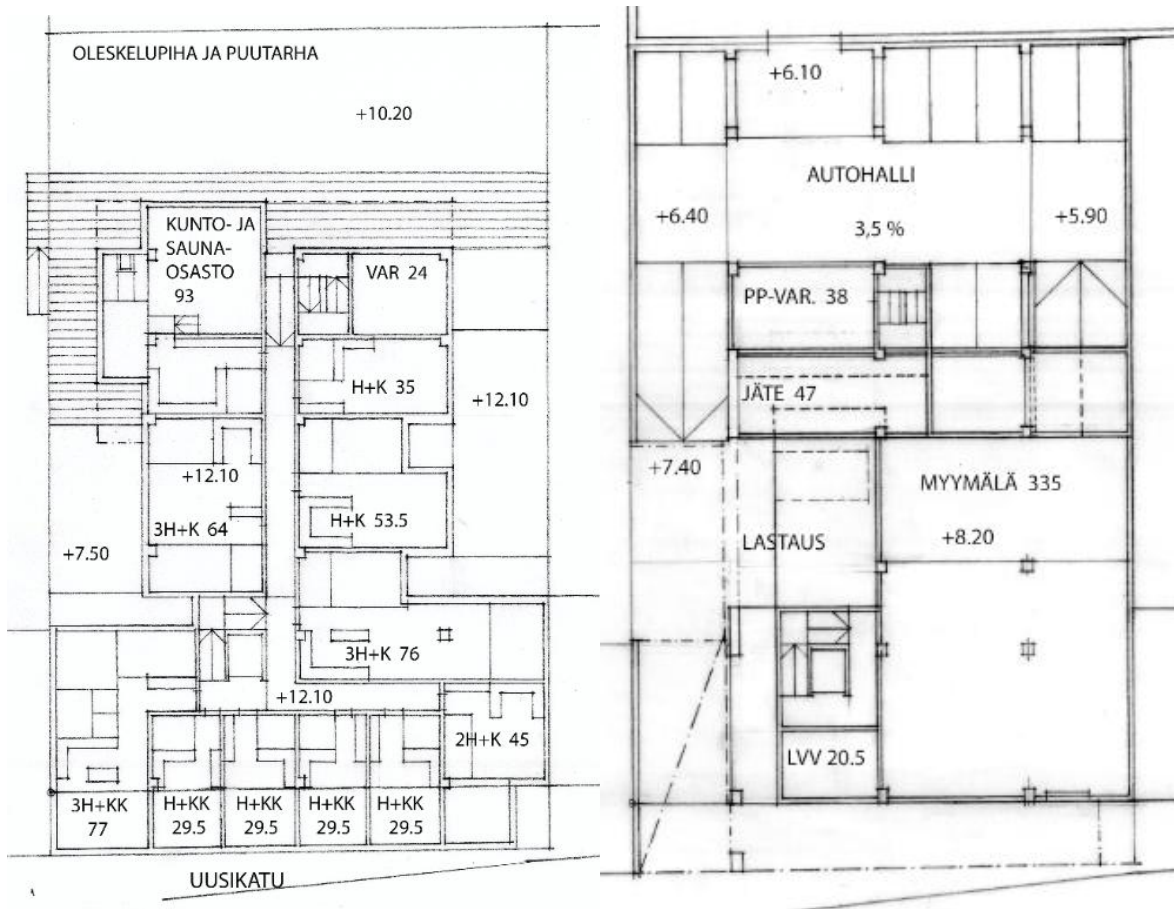 OLESKELUPIHA JA PUUTARHA
+10.20
KUNTO- JA
SAUNA-
OSASTO
93
VAR 24
H+K 35
+12.10
+12.10
3H+K 64
H+K 53.5
+7.50
3H+K 76
+12.10
2H+K 45
3H+KK
77
H+KK
29.5
H+KK
29.5
H+KK
29.5
H+KK
29.5
UUSIKATU
+6.10
AUTOHALLI
+6.40
3,5 %
+5.90
PP-VAR. 38
JÄTE 47
+7.40
MYYMÄLÄ 335
+8.20
LASTAUS
LVV 20.5